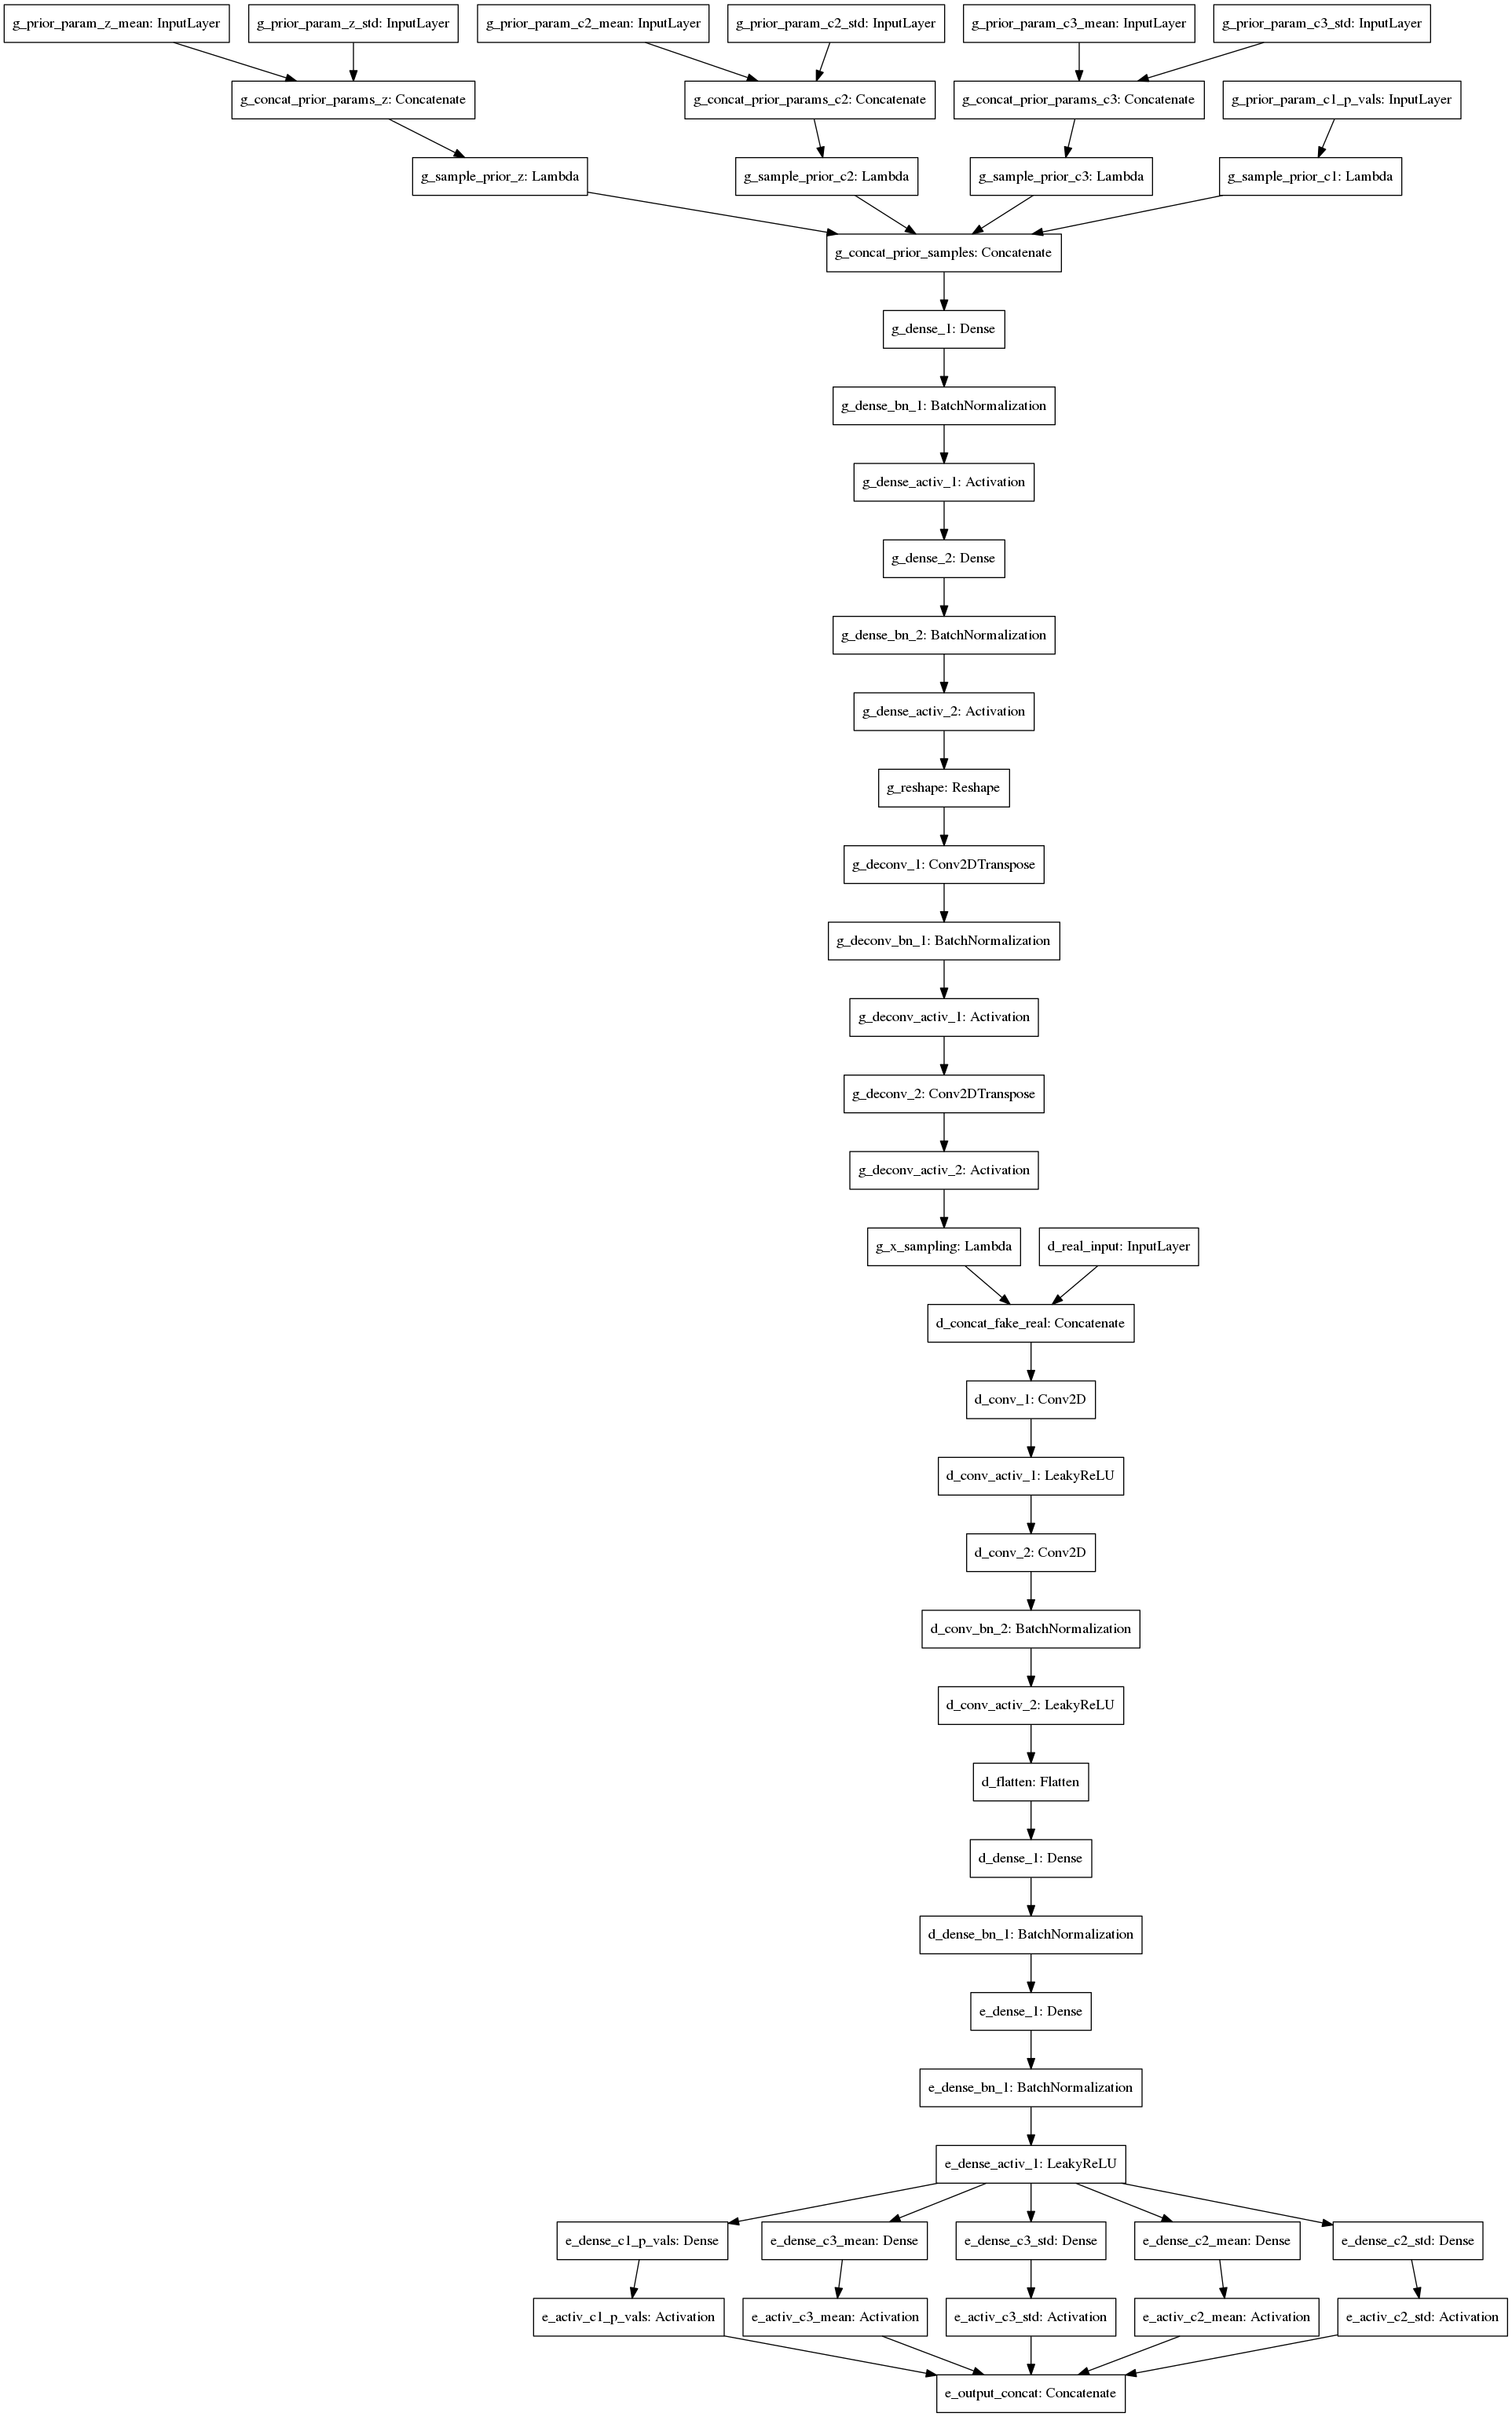 g_prior_param_z_mean: InputLayer
g_prior_param_z_std: InputLayer
g_prior_param_c2_mean: InputLayer
g_prior_param_c2_std: InputLayer
g_prior_param_c3_mean: InputLayer
g_prior_param_c3_std: InputLayer
g_concat_prior_params_z: Concatenate
g_concat_prior_params_c2: Concatenate
g_concat_prior_params_c3: Concatenate
g_prior_param_c1_p_vals: InputLayer
g_sample_prior_z: Lambda
g_sample_prior_c2: Lambda
g_sample_prior_c3: Lambda
g_sample_prior_c1: Lambda
g_concat_prior_samples: Concatenate
g_dense_1: Dense
g_dense_bn_1: BatchNormalization
g_dense_activ_1: Activation
g_dense_2: Dense
g_dense_bn_2: BatchNormalization
g_dense_activ_2: Activation
g_reshape: Reshape
g_deconv_1: Conv2DTranspose
g_deconv_bn_1: BatchNormalization
g_deconv_activ_1: Activation
g_deconv_2: Conv2DTranspose
g_deconv_activ_2: Activation
g_x_sampling: Lambda
d_real_input: InputLayer
d_concat_fake_real: Concatenate
d_conv_1: Conv2D
d_conv_activ_1: LeakyReLU
d_conv_2: Conv2D
d_conv_bn_2: BatchNormalization
d_conv_activ_2: LeakyReLU
d_flatten: Flatten
d_dense_1: Dense
d_dense_bn_1: BatchNormalization
e_dense_1: Dense
e_dense_bn_1: BatchNormalization
e_dense_activ_1: LeakyReLU
e_dense_c1_p_vals: Dense
e_dense_c3_mean: Dense
e_dense_c3_std: Dense
e_dense_c2_mean: Dense
e_dense_c2_std: Dense
e_activ_c1_p_vals: Activation
e_activ_c3_mean: Activation
e_activ_c3_std: Activation
e_activ_c2_mean: Activation
e_activ_c2_std: Activation
e_output_concat: Concatenate